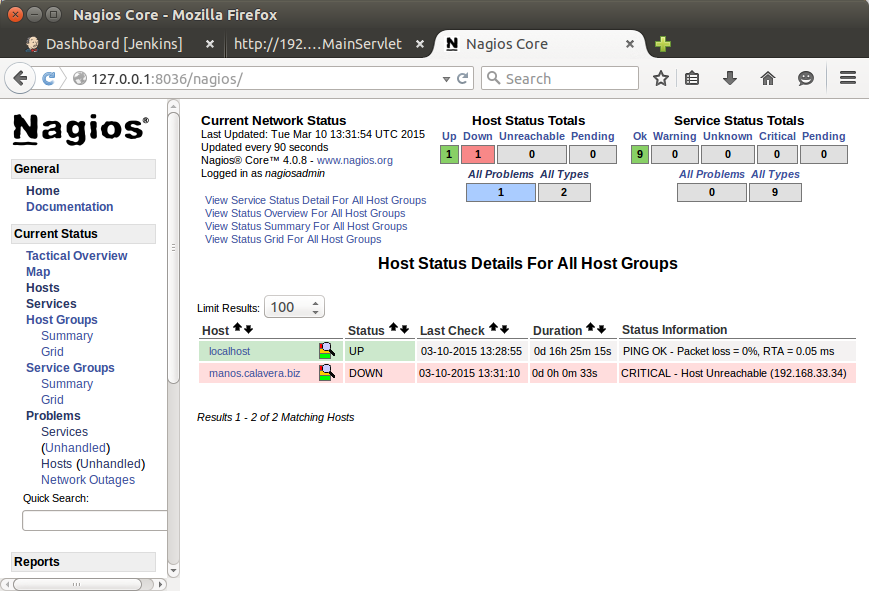 Nagios Core - Mozilla Firefox
Dashboard [Jenkins]
http://192....MainServlet
Nagios Core
127.0.0.1:8036/nagios/
Search
Nagios®
General
Home
Documentation
Current Status
Tactical Overview
Map
Hosts
Services
Host Groups
Summary
Grid
Service Groups
Summary
Grid
Problems
Services
(Unhandled)
Hosts (Unhandled)
Network Outages
Quick Search:
Reports
Current Network Status
Last Updated: Tue Mar 10 13:31:54 UTC 2015
Updated every 90 seconds
Nagios® Core™ 4.0.8 - www.nagios.org
Logged in as nagiosadmin
View Service Status Detail For All Host Groups
View Status Overview For All Host Groups
View Status Summary For All Host Groups
View Status Grid For All Host Groups
Host Status Totals
Up Down Unreachable Pending
1 1 0 0
All Problems All Types
1 2
Service Status Totals
Ok Warning Unknown Critical Pending
9 0 0 0 0
All Problems All Types
0 9
Host Status Details For All Host Groups
Limit Results: 100
Host Status Last Check Duration Status Information
localhost UP 03-10-2015 13:28:55 0d 16h 25m 15s PING OK - Packet loss = 0%, RTA = 0.05 ms
manos.calavera.biz DOWN 03-10-2015 13:31:10 0d 0h 0m 33s CRITICAL - Host Unreachable (192.168.33.34)
Results 1 - 2 of 2 Matching Hosts